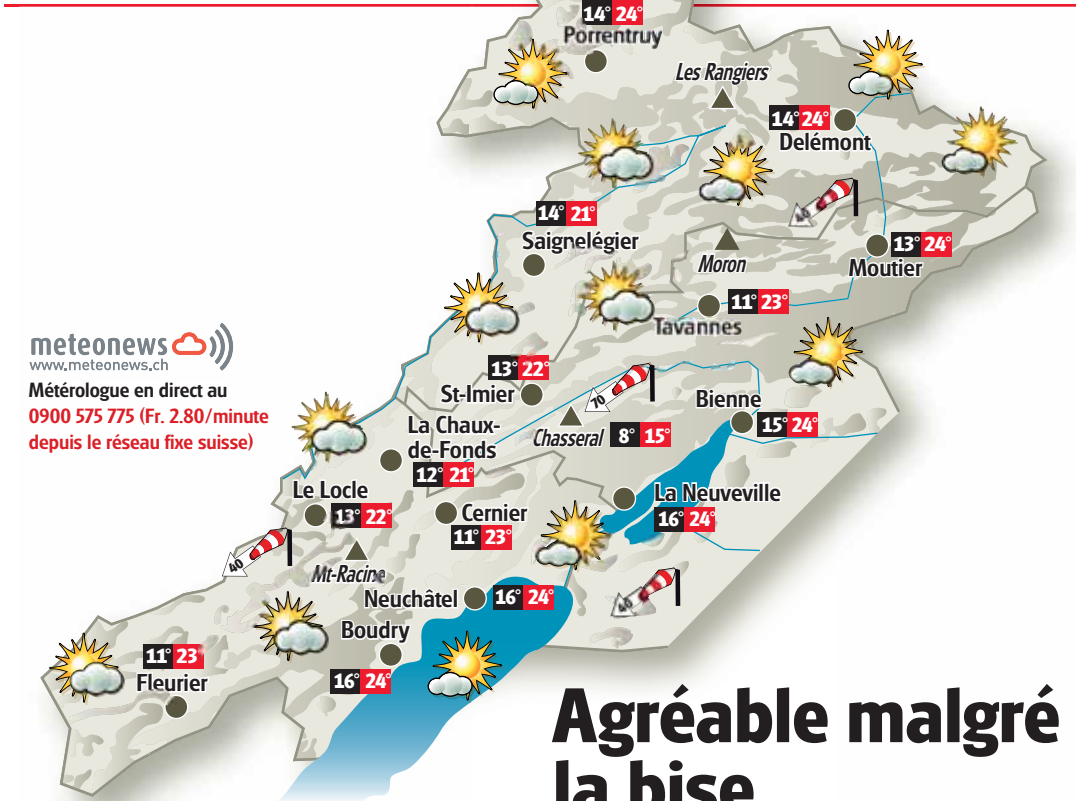 14° 24°
Porrentruy
Les Rangiers
14° 24°
Delémont
40
14° 21°
Saignelégier
Moron
13° 24°
Moutier
11° 23°
Tavannes
meteonews
www.meteonews.ch
Météorologue en direct au
0900 575 775 (Fr. 2.80/minute
depuis le réseau fixe suisse)
13° 22°
St-Imier
70
Chasseral 8° 15°
Bienne
15° 24°
La Chaux-
de-Fonds
12° 21°
Le Locle
13° 22°
Cernier
11° 23°
La Neuveville
16° 24°
40
Mt-Racine
Neuchâtel 16° 24°
40
Boudry
16° 24°
11° 23°
Fleurier
Agréable malgré
la bise